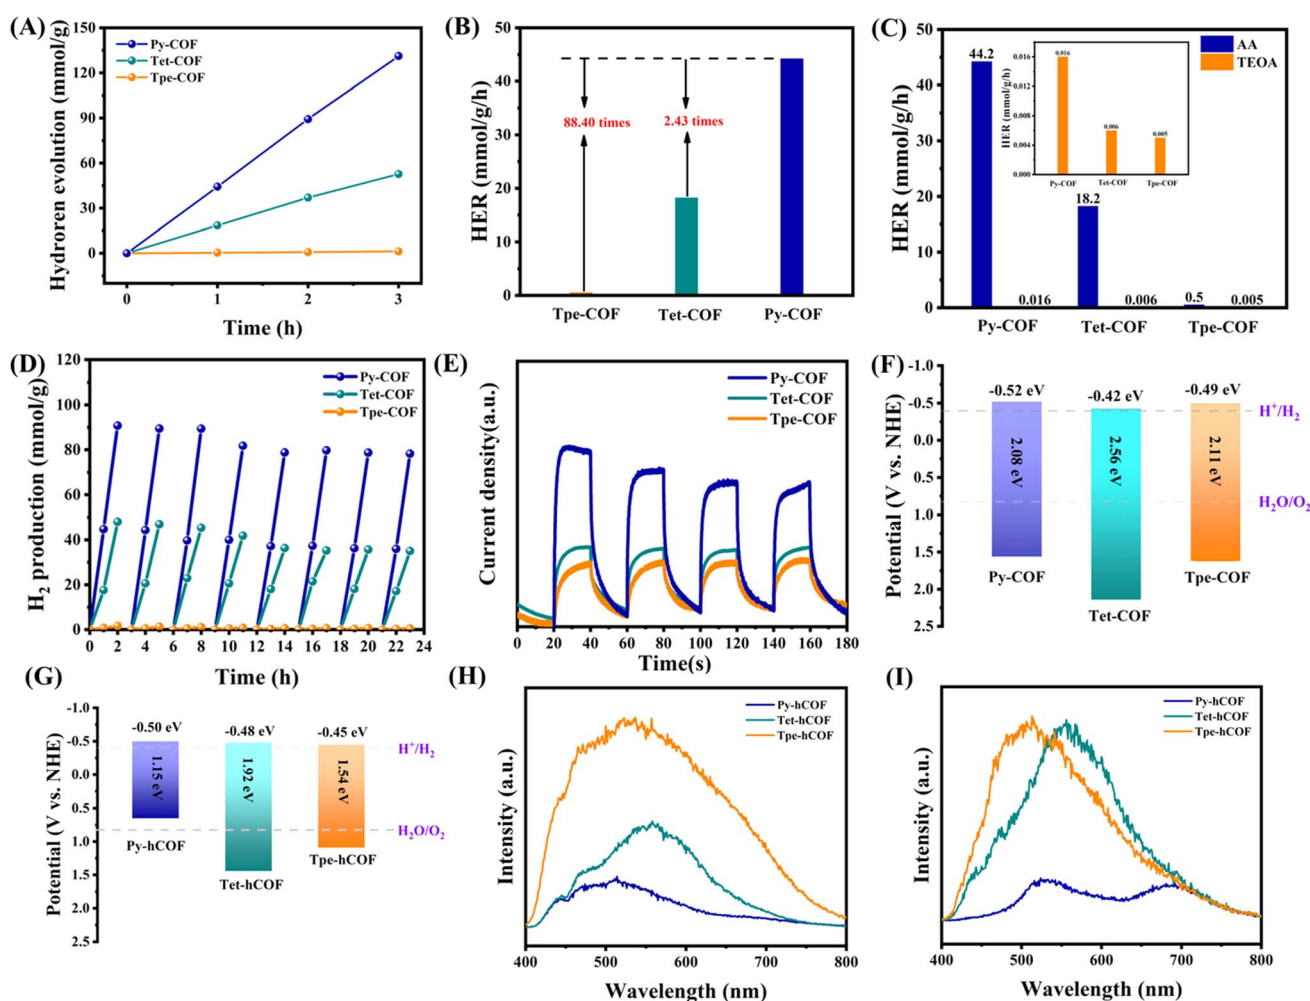 (A)
Hydroren evolution (mmol/g)
150
120
90
60
30
0
Py-COF
Tet-COF
Tpe-COF
0 1 2 3
Time (h)
(B)
HER (mmol/g/h)
50
40
30
20
10
0
88.40 times
2.43 times
Tpe-COF Tet-COF Py-COF
(C)
HER (mmol/g/h)
50
40
30
20
10
0
AA
TEOA
44.2
0.016
18.2
0.006
0.5
0.005
Py-COF Tet-COF Tpe-COF
HER (mmol/g/h)
0.016
0.012
0.008
0.004
0.000
0.016
0.006
0.005
Py-COF Tet-COF Tpe-COF
(D)
H2 production (mmol/g)
120
100
80
60
40
20
0
Py-COF
Tet-COF
Tpe-COF
0 2 4 6 8 10 12 14 16 18 20 22 24
Time (h)
(E)
Current density(a.u.)
Py-COF
Tet-COF
Tpe-COF
0 20 40 60 80 100 120 140 160 180
Time(s)
(F)
Potential (V vs. NHE)
-1.0
-0.5
0.0
0.5
1.0
1.5
2.0
2.5
-0.52 eV
-0.42 eV
-0.49 eV
2.08 eV
2.56 eV
2.11 eV
H+/H2
H2O/O2
Py-COF
Tet-COF
Tpe-COF
(G)
Potential (V vs. NHE)
-1.0
-0.5
0.0
0.5
1.0
1.5
2.0
2.5
-0.50 eV
-0.48 eV
-0.45 eV
1.15 eV
1.92 eV
1.54 eV
H+/H2
H2O/O2
Py-hCOF
Tet-hCOF
Tpe-hCOF
(H)
Intensity (a.u.)
Py-hCOF
Tet-hCOF
Tpe-hCOF
400 500 600 700 800
Wavelength (nm)
(I)
Intensity (a.u.)
Py-hCOF
Tet-hCOF
Tpe-hCOF
400 500 600 700 800
Wavelength (nm)